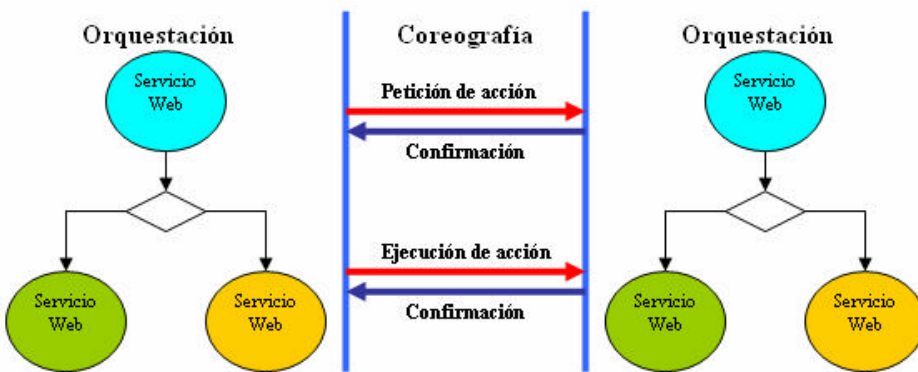 Orquestación
Servicio
Web
Servicio
Web
Servicio
Web
Coreografía
Petición de acción
Confirmación
Ejecución de acción
Confirmación
Orquestación
Servicio
Web
Servicio
Web
Servicio
Web